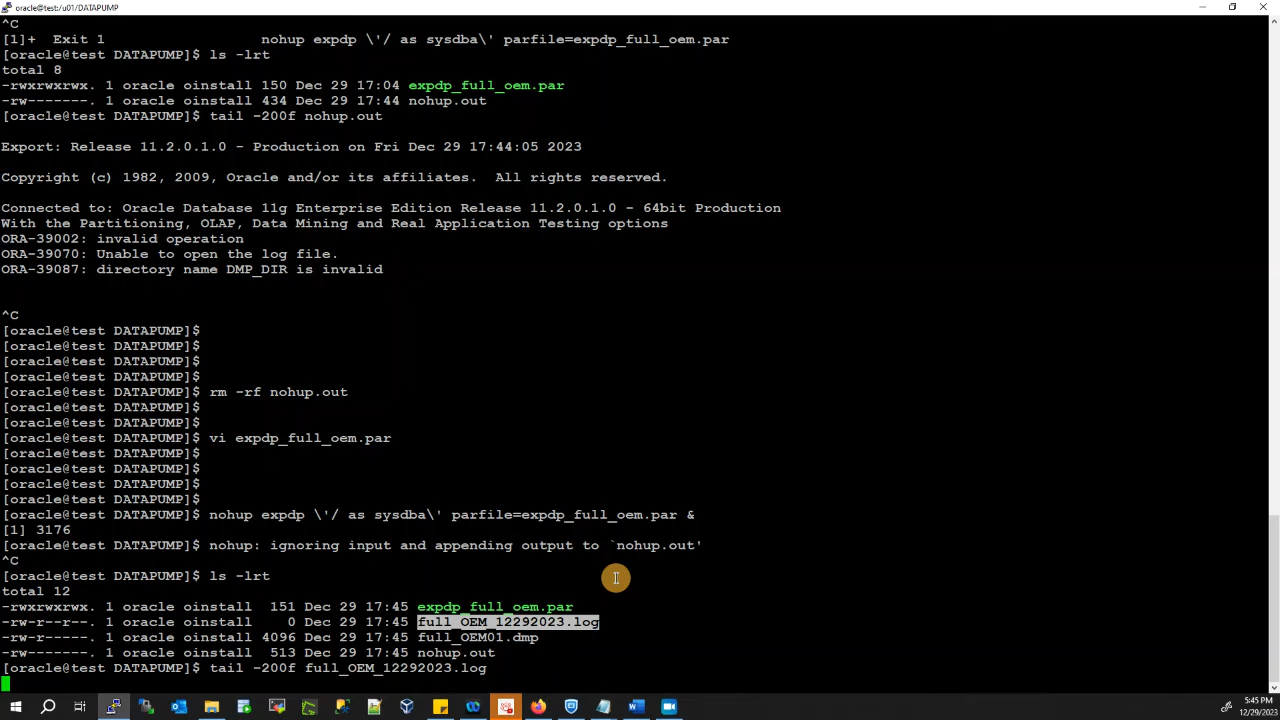 oracle@test:/u01/DATAPUMP
^C
[1]+  Exit 1                  nohup expdp \'/ as sysdba\' parfile=expdp_full_oem.par
[oracle@test DATAPUMP]$ ls -lrt
total 8
-rwxrwxrwx. 1 oracle oinstall 150 Dec 29 17:04 expdp_full_oem.par
-rw-------. 1 oracle oinstall 434 Dec 29 17:44 nohup.out
[oracle@test DATAPUMP]$ tail -200f nohup.out
Export: Release 11.2.0.1.0 - Production on Fri Dec 29 17:44:05 2023
Copyright (c) 1982, 2009, Oracle and/or its affiliates.  All rights reserved.
Connected to: Oracle Database 11g Enterprise Edition Release 11.2.0.1.0 - 64bit Production
With the Partitioning, OLAP, Data Mining and Real Application Testing options
ORA-39002: invalid operation
ORA-39070: Unable to open the log file.
ORA-39087: directory name DMP_DIR is invalid
^C
[oracle@test DATAPUMP]$
[oracle@test DATAPUMP]$
[oracle@test DATAPUMP]$
[oracle@test DATAPUMP]$
[oracle@test DATAPUMP]$ rm -rf nohup.out
[oracle@test DATAPUMP]$
[oracle@test DATAPUMP]$
[oracle@test DATAPUMP]$ vi expdp_full_oem.par
[oracle@test DATAPUMP]$
[oracle@test DATAPUMP]$
[oracle@test DATAPUMP]$
[oracle@test DATAPUMP]$
[oracle@test DATAPUMP]$ nohup expdp \'/ as sysdba\' parfile=expdp_full_oem.par &
[1] 3176
[oracle@test DATAPUMP]$ nohup: ignoring input and appending output to `nohup.out'
^C
[oracle@test DATAPUMP]$ ls -lrt
total 12
-rwxrwxrwx. 1 oracle oinstall  151 Dec 29 17:45 expdp_full_oem.par
-rw-r--r--. 1 oracle oinstall    0 Dec 29 17:45 full_OEM_12292023.log
-rw-r-----. 1 oracle oinstall 4096 Dec 29 17:45 full_OEM01.dmp
-rw-------. 1 oracle oinstall  513 Dec 29 17:45 nohup.out
[oracle@test DATAPUMP]$ tail -200f full_OEM_12292023.log
5:45 PM
12/29/2023